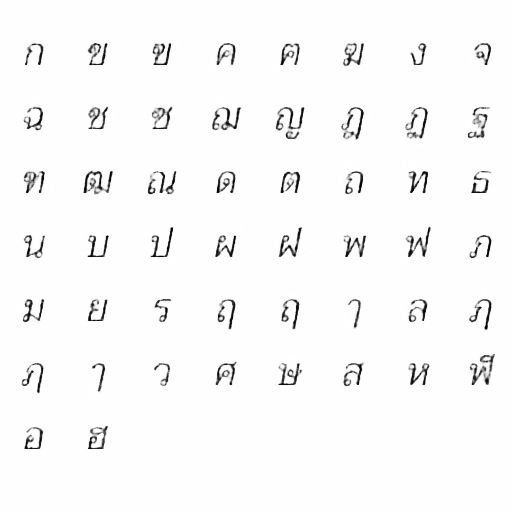 ก ข ฃ ค ฅ ฆ ง จ
ฉ ช ซ ฌ ญ ฎ ฏ ฐ
ฑ ฒ ณ ด ต ถ ท ธ
น บ ป ผ ฝ พ ฟ ภ
ม ย ร ฤ ฤ ๅ ล ฦ
ฦ ๅ ว ศ ษ ส ห ฬ
อ ฮ